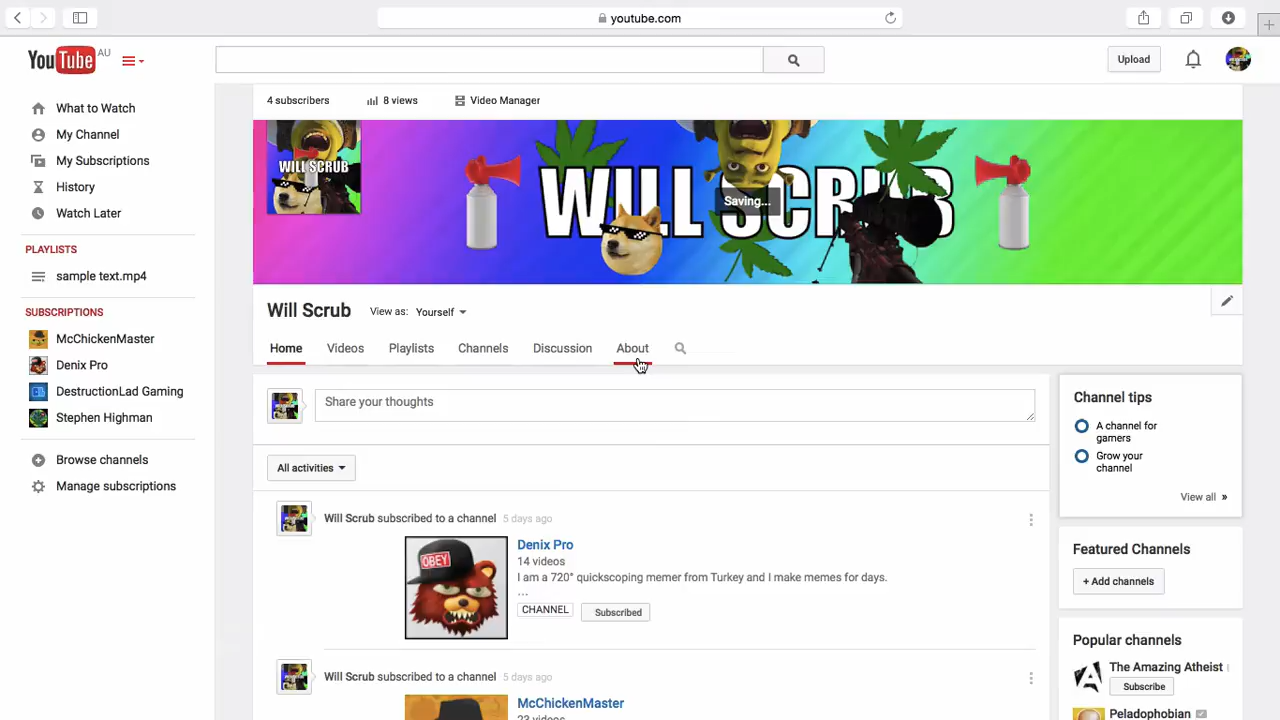 youtube.com
YouTube AU
Upload
What to Watch
My Channel
My Subscriptions
History
Watch Later
PLAYLISTS
sample text.mp4
SUBSCRIPTIONS
McChickenMaster
Denix Pro
DestructionLad Gaming
Stephen Highman
Browse channels
Manage subscriptions
4 subscribers 8 views Video Manager
WILL SCRUB
WILL SCRUB
Saving...
Will Scrub View as: Yourself
Home Videos Playlists Channels Discussion About
Share your thoughts
All activities
Will Scrub subscribed to a channel 5 days ago
OBEY
Denix Pro
14 videos
I am a 720° quickscoping memer from Turkey and I make memes for days.
...
CHANNEL Subscribed
Will Scrub subscribed to a channel 5 days ago
McChickenMaster
23 videos
Channel tips
A channel for
gamers
Grow your
channel
View all »
Featured Channels
+ Add channels
Popular channels
The Amazing Atheist
Subscribe
Peladophobian